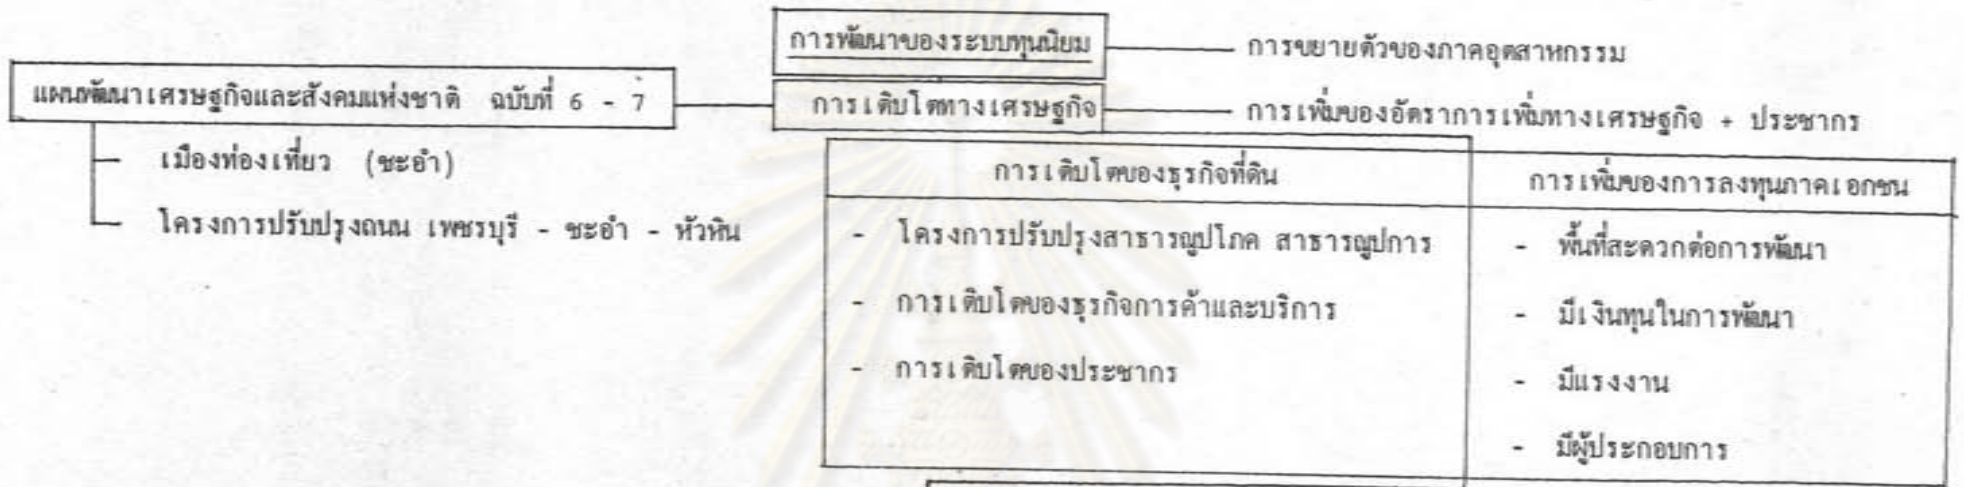 การพัฒนาของระบบทุนนิยม การขยายตัวของภาคอุตสาหกรรม
แผนพัฒนาเศรษฐกิจและสังคมแห่งชาติ ฉบับที่ 6 - 7 การเติบโตทางเศรษฐกิจ การเพิ่มของอัตราการเพิ่มทางเศรษฐกิจ + ประชากร
เมืองท่องเที่ยว (ชะอำ)
โครงการปรับปรุงถนน เพชรบุรี - ชะอำ - หัวหิน
การเติบโตของธุรกิจที่ดิน
- โครงการปรับปรุงสาธารณูปโภค สาธารณูปการ
- การเติบโตของธุรกิจการค้าและบริการ
- การเติบโตของประชากร
การเพิ่มของการลงทุนภาคเอกชน
- พื้นที่สะดวกต่อการพัฒนา
- มีเงินทุนในการพัฒนา
- มีแรงงาน
- มีผู้ประกอบการ